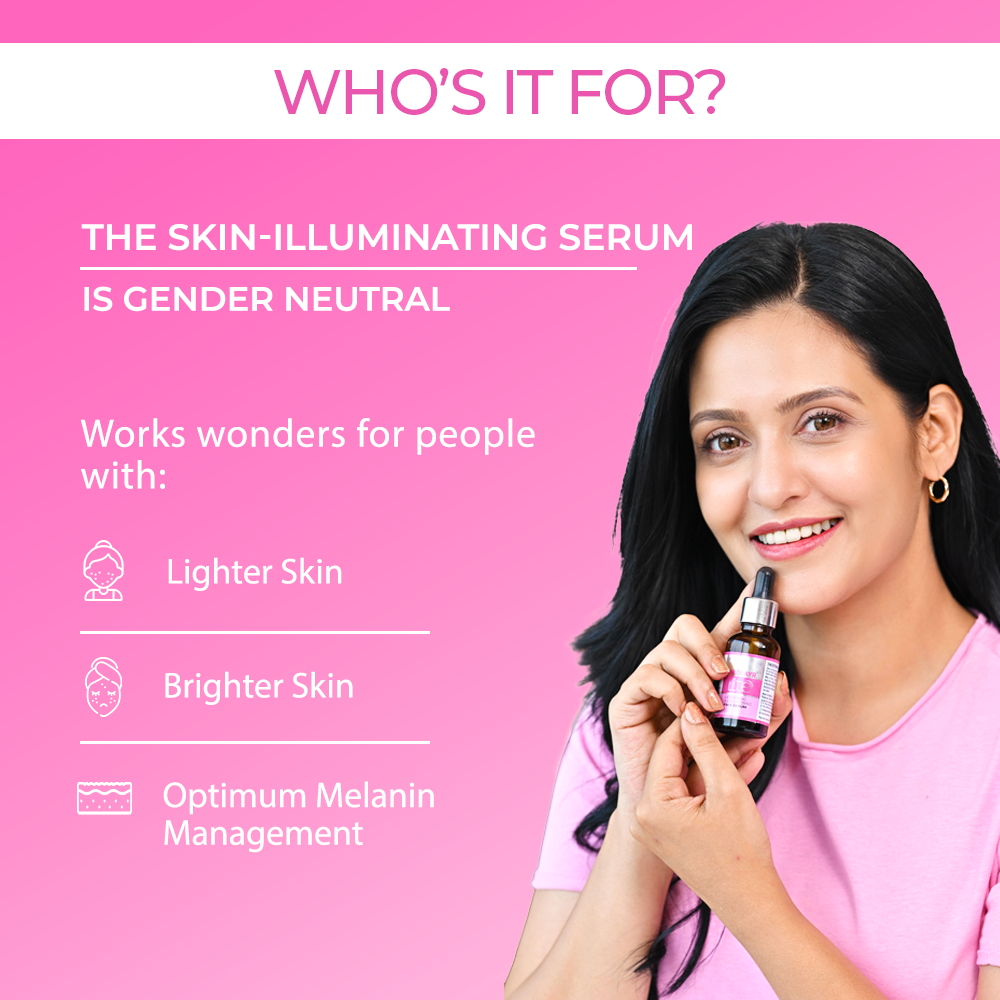 WHO'S IT FOR?
THE SKIN-ILLUMINATING SERUM
IS GENDER NEUTRAL
Works wonders for people
with:
Lighter Skin
Brighter Skin
Optimum Melanin
Management